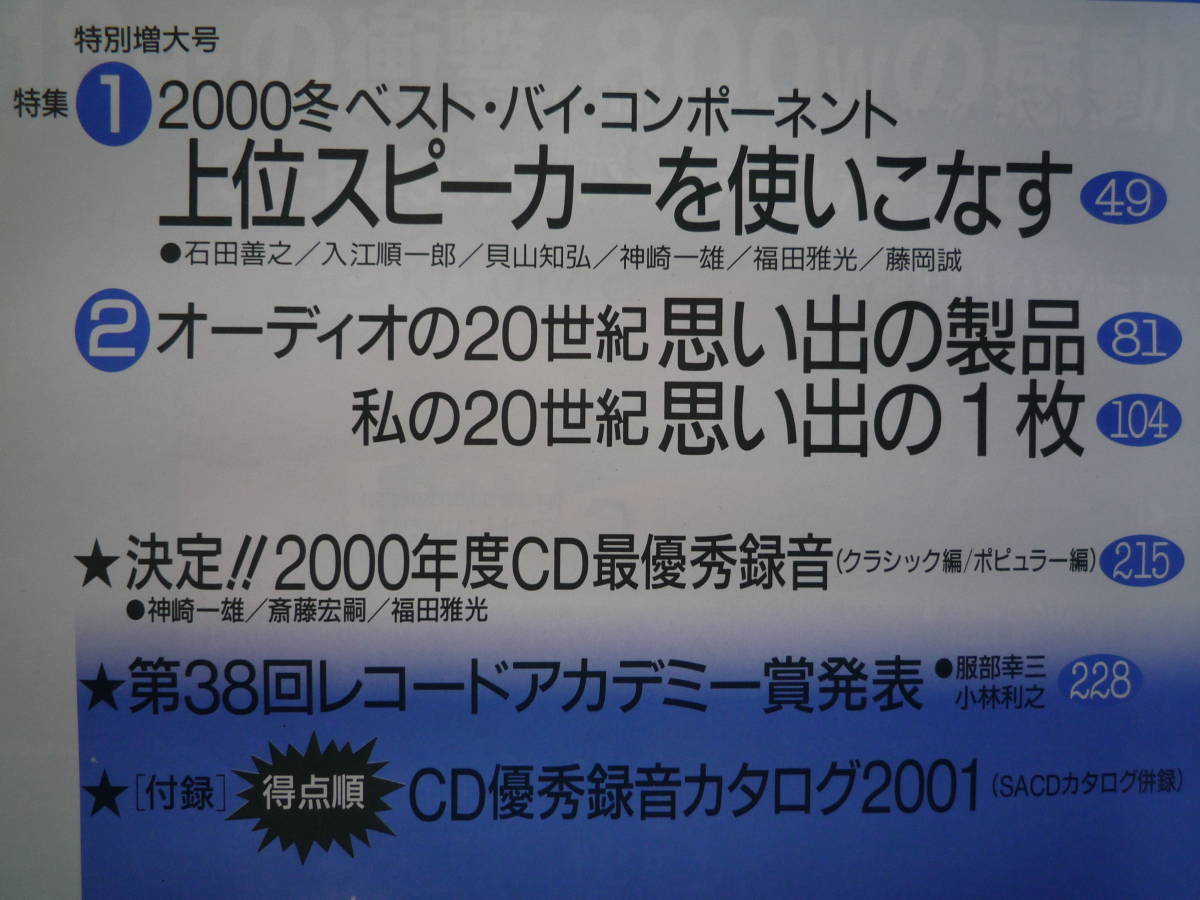 特別増大号
特集 1 2000冬ベスト・バイ・コンポーネント
上位スピーカーを使いこなす 49
●石田善之／入江順一郎／貝山知弘／神崎一雄／福田雅光／藤岡誠
2 オーディオの20世紀 思い出の製品 81
私の20世紀 思い出の1枚 104
★決定!!2000年度CD最優秀録音(クラシック編/ポピュラー編) 215
●神崎一雄／斎藤宏嗣／福田雅光
★第38回レコードアカデミー賞発表 ●服部幸三 228
小林利之
★[付録] 得点順 CD優秀録音カタログ2001(SACDカタログ併録)